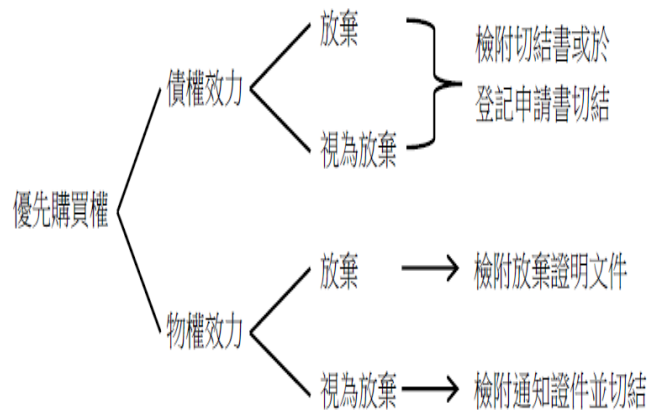 優先購買權
債權效力
放棄
視為放棄
檢附切結書或於
登記申請書切結
物權效力
放棄
檢附放棄證明文件
視為放棄
檢附通知證件並切結